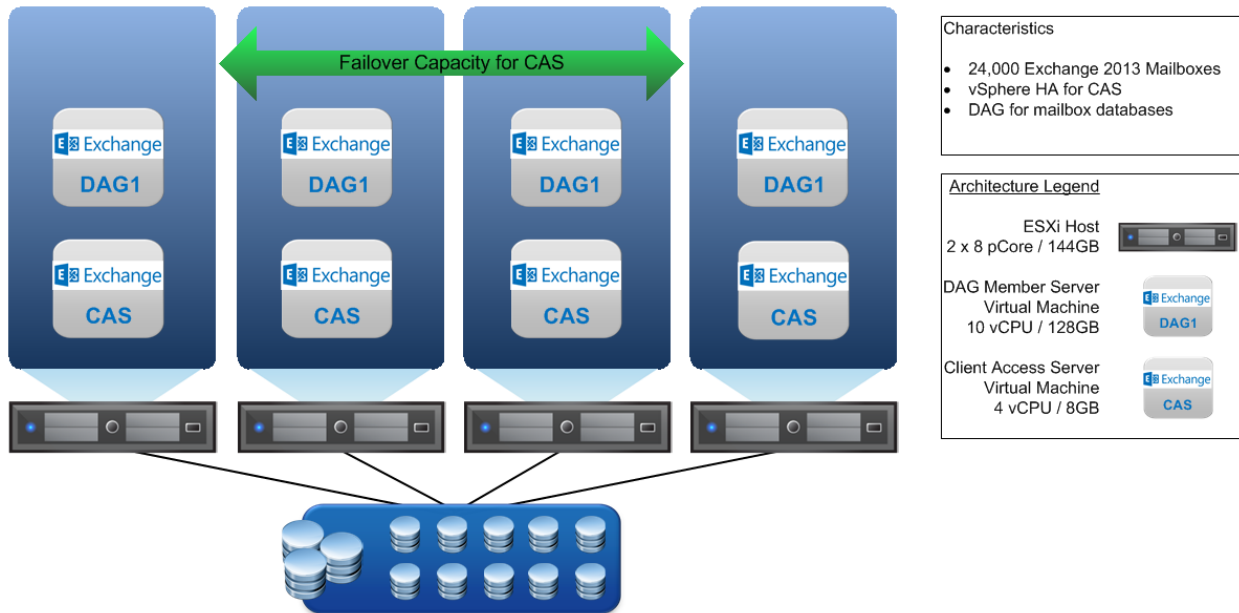 Failover Capacity for CAS
E Exchange
DAG1
E Exchange
DAG1
E Exchange
DAG1
E Exchange
DAG1
E Exchange
CAS
E Exchange
CAS
E Exchange
CAS
E Exchange
CAS
Characteristics
• 24,000 Exchange 2013 Mailboxes
• vSphere HA for CAS
• DAG for mailbox databases
Architecture Legend
ESXi Host
2 x 8 pCore / 144GB
DAG Member Server
Virtual Machine
10 vCPU / 128GB
E Exchange
DAG1
Client Access Server
Virtual Machine
4 vCPU / 8GB
E Exchange
CAS